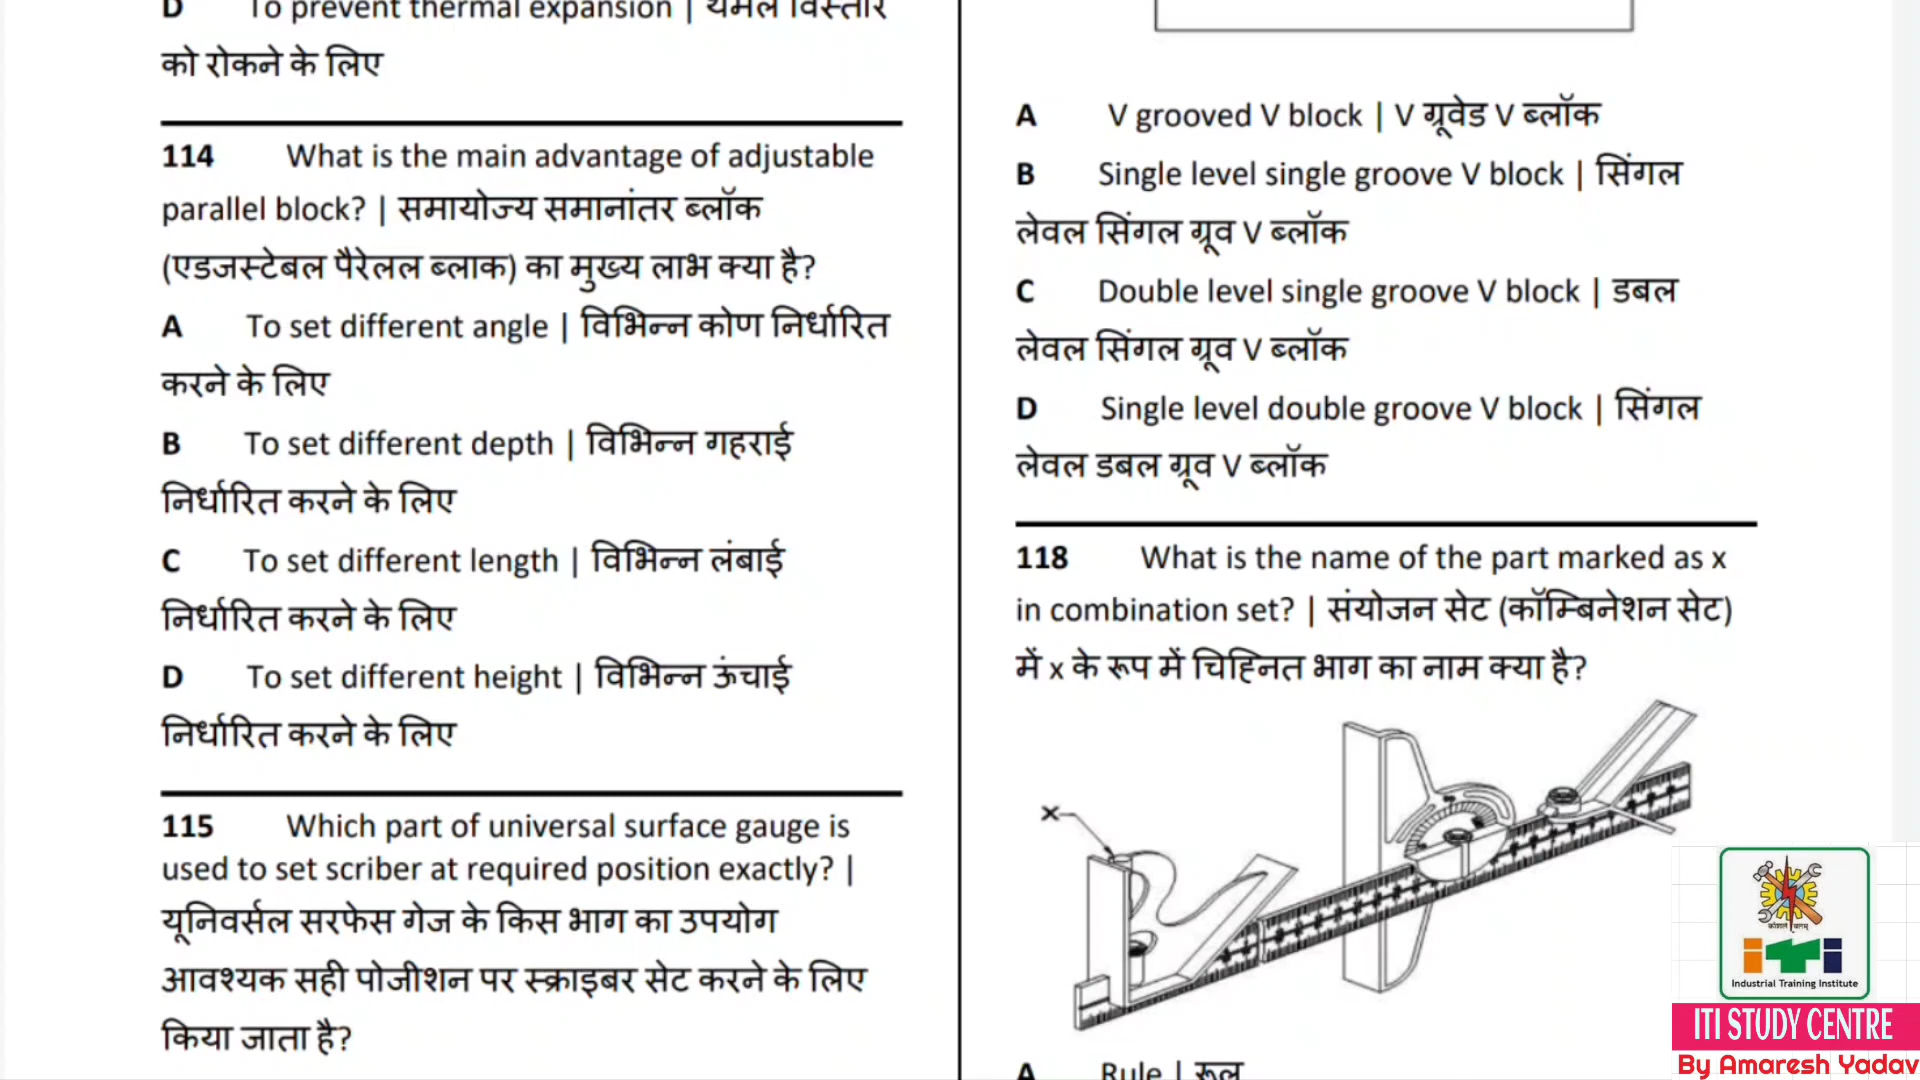 D To prevent thermal expansion | थर्मल विस्तार
को रोकने के लिए
114 What is the main advantage of adjustable
parallel block? | समायोज्य समानांतर ब्लॉक
(एडजस्टेबल पैरेलल ब्लाक) का मुख्य लाभ क्या है?
A To set different angle | विभिन्न कोण निर्धारित
करने के लिए
B To set different depth | विभिन्न गहराई
निर्धारित करने के लिए
C To set different length | विभिन्न लंबाई
निर्धारित करने के लिए
D To set different height | विभिन्न ऊंचाई
निर्धारित करने के लिए
115 Which part of universal surface gauge is
used to set scriber at required position exactly? |
यूनिवर्सल सरफेस गेज के किस भाग का उपयोग
आवश्यक सही पोजीशन पर स्क्राइबर सेट करने के लिए
किया जाता है?
A V grooved V block | V ग्रूवेड V ब्लॉक
B Single level single groove V block | सिंगल
लेवल सिंगल ग्रूव V ब्लॉक
C Double level single groove V block | डबल
लेवल सिंगल ग्रूव V ब्लॉक
D Single level double groove V block | सिंगल
लेवल डबल ग्रूव V ब्लॉक
118 What is the name of the part marked as x
in combination set? | संयोजन सेट (कॉम्बिनेशन सेट)
में x के रूप में चिह्नित भाग का नाम क्या है?
X
A Rule | रूल
Industrial Training Institute
ITI STUDY CENTRE
By Amaresh Yadav